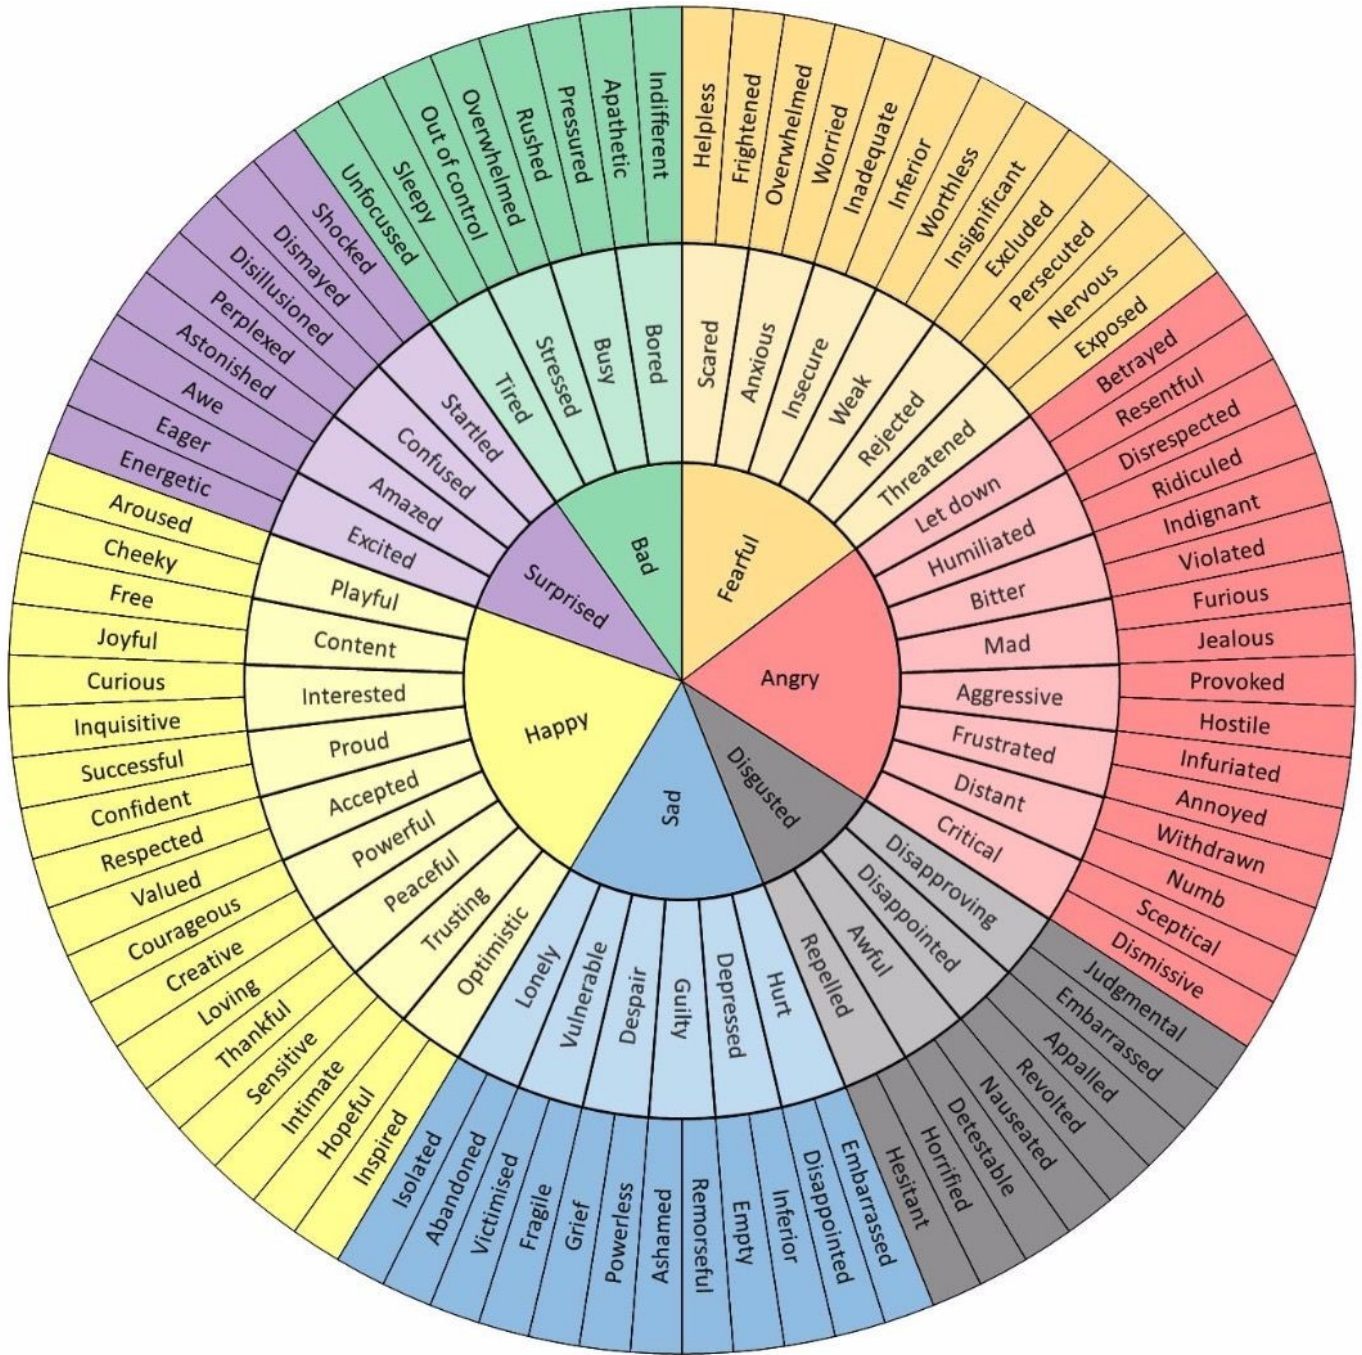 Fearful
Angry
Disgusted
Sad
Happy
Surprised
Bad
Scared
Anxious
Insecure
Weak
Rejected
Threatened
Let down
Humiliated
Bitter
Mad
Aggressive
Frustrated
Distant
Critical
Disapproving
Disappointed
Awful
Repelled
Hurt
Depressed
Guilty
Despair
Vulnerable
Lonely
Optimistic
Trusting
Peaceful
Powerful
Accepted
Proud
Interested
Content
Playful
Excited
Amazed
Confused
Startled
Tired
Stressed
Busy
Bored
Helpless
Frightened
Overwhelmed
Worried
Inadequate
Inferior
Worthless
Insignificant
Excluded
Persecuted
Nervous
Exposed
Betrayed
Resentful
Disrespected
Ridiculed
Indignant
Violated
Furious
Jealous
Provoked
Hostile
Infuriated
Annoyed
Withdrawn
Numb
Sceptical
Dismissive
Judgmental
Embarrassed
Appalled
Revolted
Nauseated
Detestable
Horrified
Hesitant
Embarrassed
Disappointed
Inferior
Empty
Remorseful
Ashamed
Powerless
Grief
Fragile
Victimised
Abandoned
Isolated
Inspired
Hopeful
Intimate
Sensitive
Thankful
Loving
Creative
Courageous
Valued
Respected
Confident
Successful
Inquisitive
Curious
Joyful
Free
Cheeky
Aroused
Energetic
Eager
Awe
Astonished
Perplexed
Disillusioned
Dismayed
Shocked
Unfocussed
Sleepy
Out of control
Overwhelmed
Rushed
Pressured
Apathetic
Indifferent